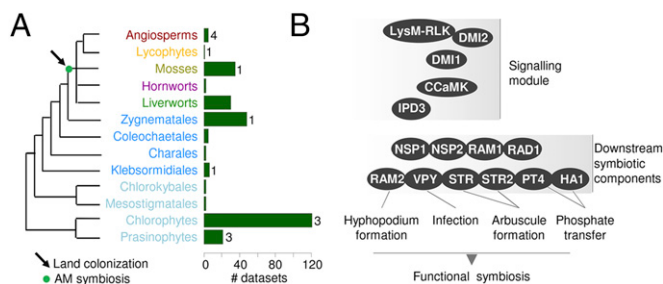 A
Angiosperms 4
Lycophytes 1
Mosses 1
Hornworts
Liverworts
Zygnematales 1
Coleochaetales
Charales
Klebsormidiales 1
Chlorokybales
Mesostigmatales
Chlorophytes 3
Prasinophytes 3
0 60 120
# datasets
Land colonization
AM symbiosis
B
LysM-RLK
DMI2
DMI1
CCaMK
IPD3
Signalling
module
NSP1 NSP2 RAM1 RAD1
RAM2 VPY STR STR2 PT4 HA1
Downstream
symbiotic
components
Hyphopodium
formation
Infection
Arbuscule
formation
Phosphate
transfer
Functional symbiosis